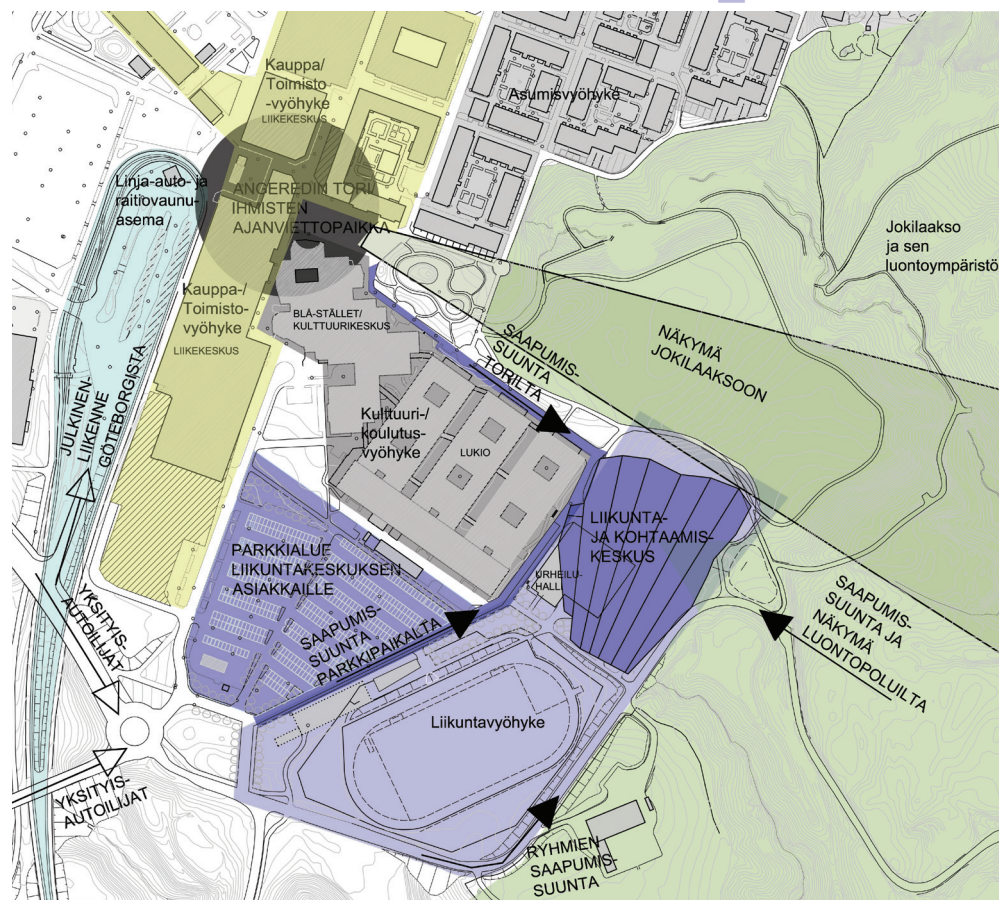 Kauppa/
Toimisto
-vyöhyke
LIIKEKESKUS
Asumisvyöhyke
Linja-auto- ja
raitiovaunu-
asema
ANGEREDIN TORI/
IHMISTEN
AJANVIETTOPAIKKA
Jokilaakso
ja sen
luontoympäristö
Kauppa-/
Toimisto-
vyöhyke
LIIKEKESKUS
BLÅ-STÄLLET/
KULTTUURIKESKUS
SAAPUMIS-
SUUNTA
TORILTA
NÄKYMÄ
JOKILAAKSOON
JULKINEN-
LIIKENNE
GÖTEBORGISTA
Kulttuuri-/
koulutus-
vyöhyke
LUKIO
LIIKUNTA-
JA KOHTAAMIS-
KESKUS
URHEILU-
HALLI
PARKKIALUE
LIIKUNTAKESKUKSEN
ASIAKKAILLE
SAAPUMIS-
SUUNTA
PARKKIPAIKALTA
SAAPUMIS-
SUUNTA JA
NÄKYMÄ
LUONTOPOLUILTA
YKSITYIS-
AUTOILIJAT
Liikuntavyöhyke
YKSITYIS-
AUTOILIJAT
RYHMIEN
SAAPUMIS-
SUUNTA